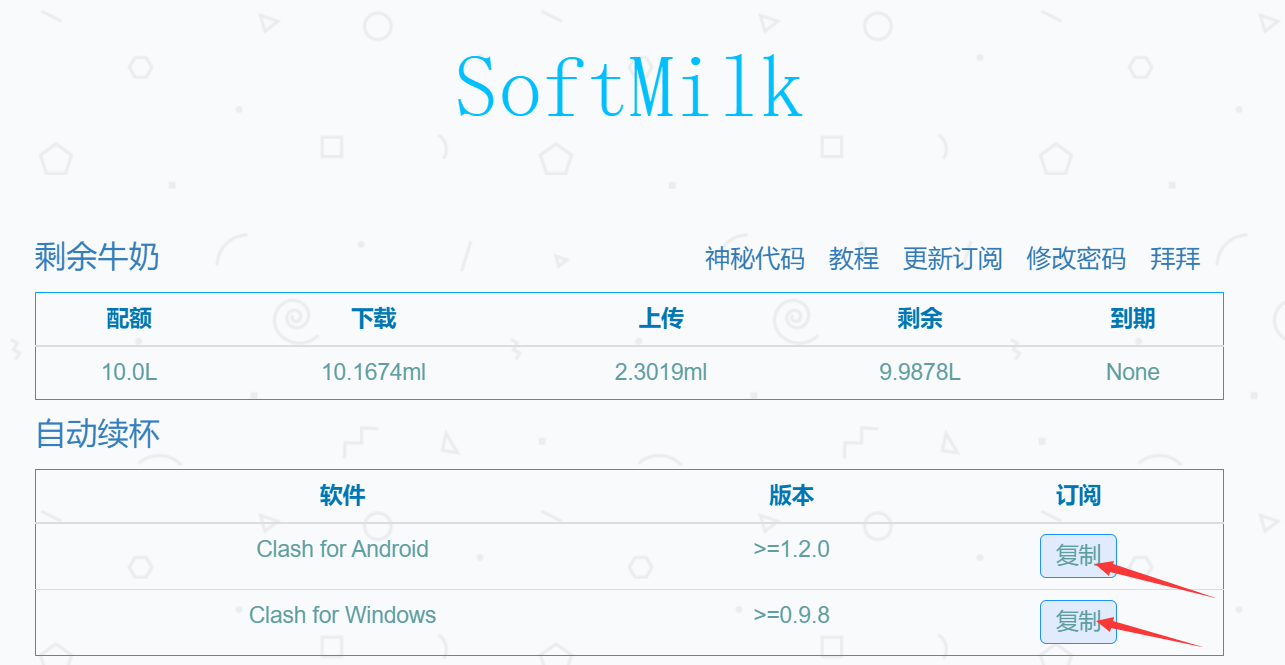 SoftMilk
剩余牛奶 神秘代码 教程 更新订阅 修改密码 拜拜
配额 下载 上传 剩余 到期
10.0L 10.1674ml 2.3019ml 9.9878L None
自动续杯
软件 版本 订阅
Clash for Android >=1.2.0 复制
Clash for Windows >=0.9.8 复制